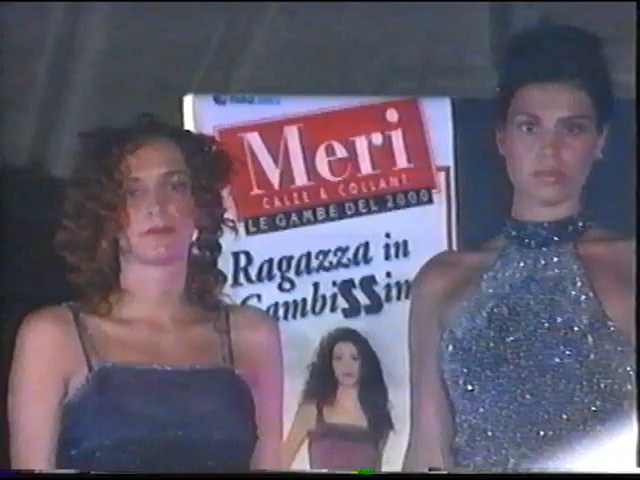 Meri
CALZE & COLLANT
LE GAMBE DEL 2000
Ragazza in
GambiSSim